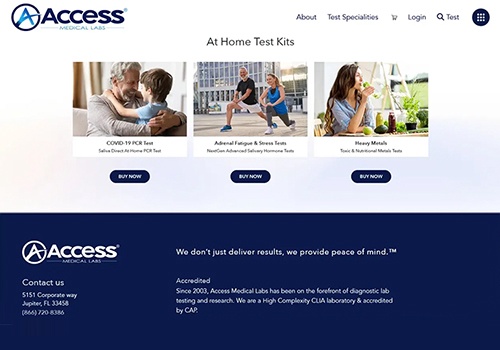 Access®
MEDICAL LABS
About Test Specialities Login Test
At Home Test Kits
COVID-19 PCR Test
Saliva Direct At-Home PCR Test
BUY NOW
Adrenal Fatigue & Stress Tests
NextGen Advanced Salivary Hormone Tests
BUY NOW
Heavy Metals
Toxic & Nutritional Metals Tests
BUY NOW
Access®
MEDICAL LABS
Contact us
5151 Corporate way
Jupiter, FL 33458
(866) 720-8386
We don't just deliver results, we provide peace of mind.™
Accredited
Since 2003, Access Medical Labs has been on the forefront of diagnostic lab
testing and research. We are a High Complexity CLIA laboratory & accredited
by CAP.